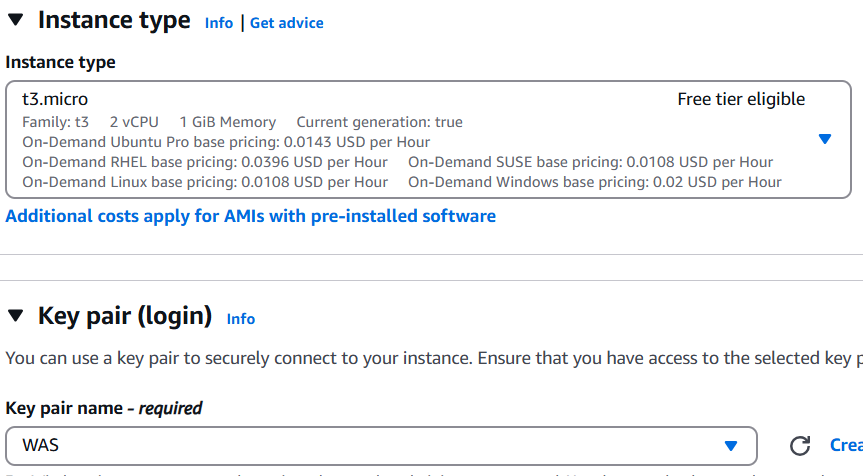 Instance type Info | Get advice
Instance type
t3.micro Free tier eligible
Family: t3 2 vCPU 1 GiB Memory Current generation: true
On-Demand Ubuntu Pro base pricing: 0.0143 USD per Hour
On-Demand RHEL base pricing: 0.0396 USD per Hour On-Demand SUSE base pricing: 0.0108 USD per Hour
On-Demand Linux base pricing: 0.0108 USD per Hour On-Demand Windows base pricing: 0.02 USD per Hour
Additional costs apply for AMIs with pre-installed software
Key pair (login) Info
You can use a key pair to securely connect to your instance. Ensure that you have access to the selected key p
Key pair name - required
WAS Crea